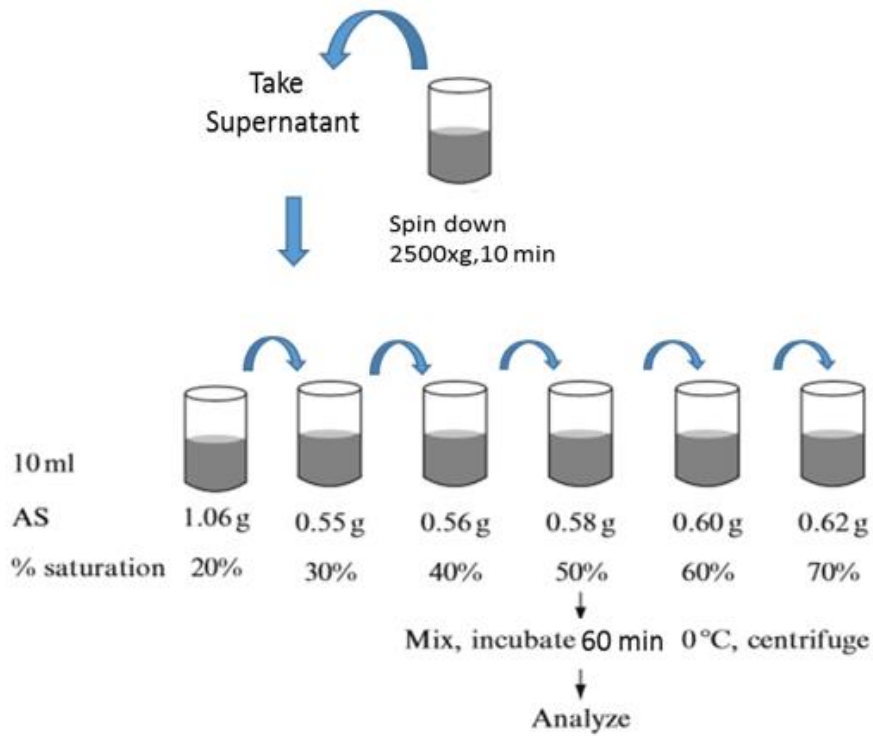 Take
Supernatant
Spin down
2500xg,10 min
10 ml
AS 1.06 g 0.55 g 0.56 g 0.58 g 0.60 g 0.62 g
% saturation 20% 30% 40% 50% 60% 70%
Mix, incubate 60 min 0 °C, centrifuge
Analyze